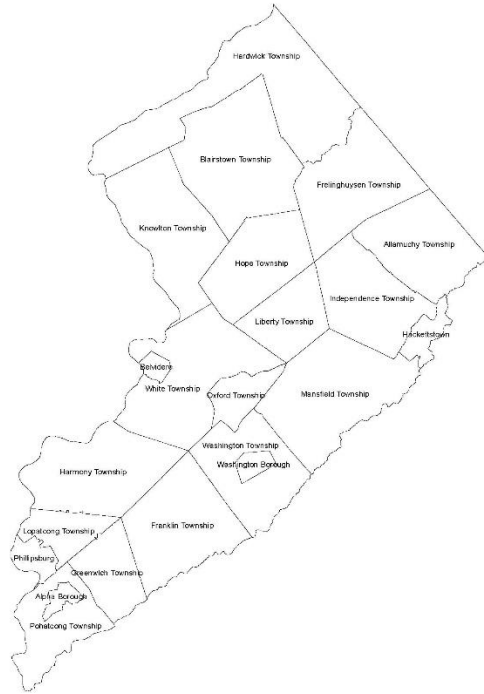 Hardwick Township
Blairstown Township
Frelinghuysen Township
Knowlton Township
Allamuchy Township
Hope Township
Independence Township
Liberty Township
Hackettstown
Belvidere
White Township
Oxford Township
Mansfield Township
Washington Township
Washington Borough
Harmony Township
Franklin Township
Lopatcong Township
Phillipsburg
Greenwich Township
Alpha Borough
Pohatcong Township